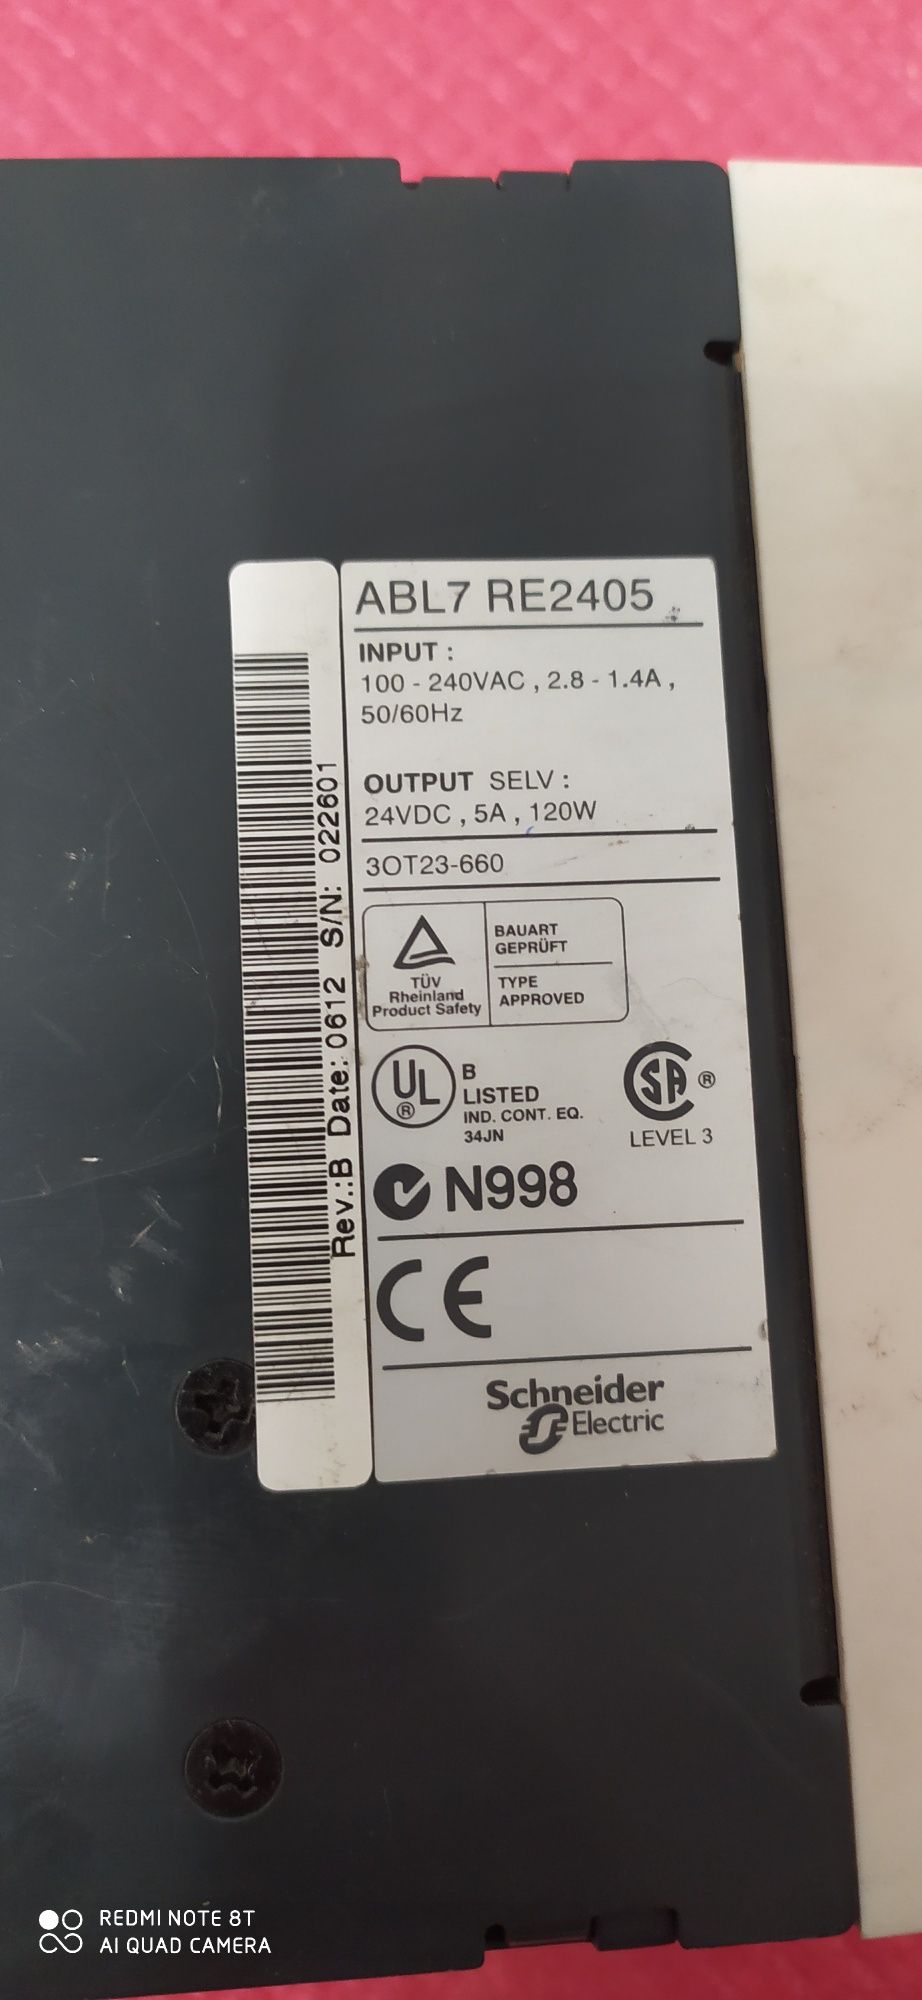 ABL7 RE2405
INPUT :
100 - 240VAC , 2.8 - 1.4A ,
50/60Hz
OUTPUT SELV :
24VDC , 5A , 120W
3OT23-660
TÜV
Rheinland
Product Safety
BAUART
GEPRÜFT
TYPE
APPROVED
UL
®
B
LISTED
IND. CONT. EQ.
34JN
SA ®
LEVEL 3
N998
CE
Schneider
Electric
Rev.:B Date: 0612 S/N: 022601
REDMI NOTE 8T
AI QUAD CAMERA